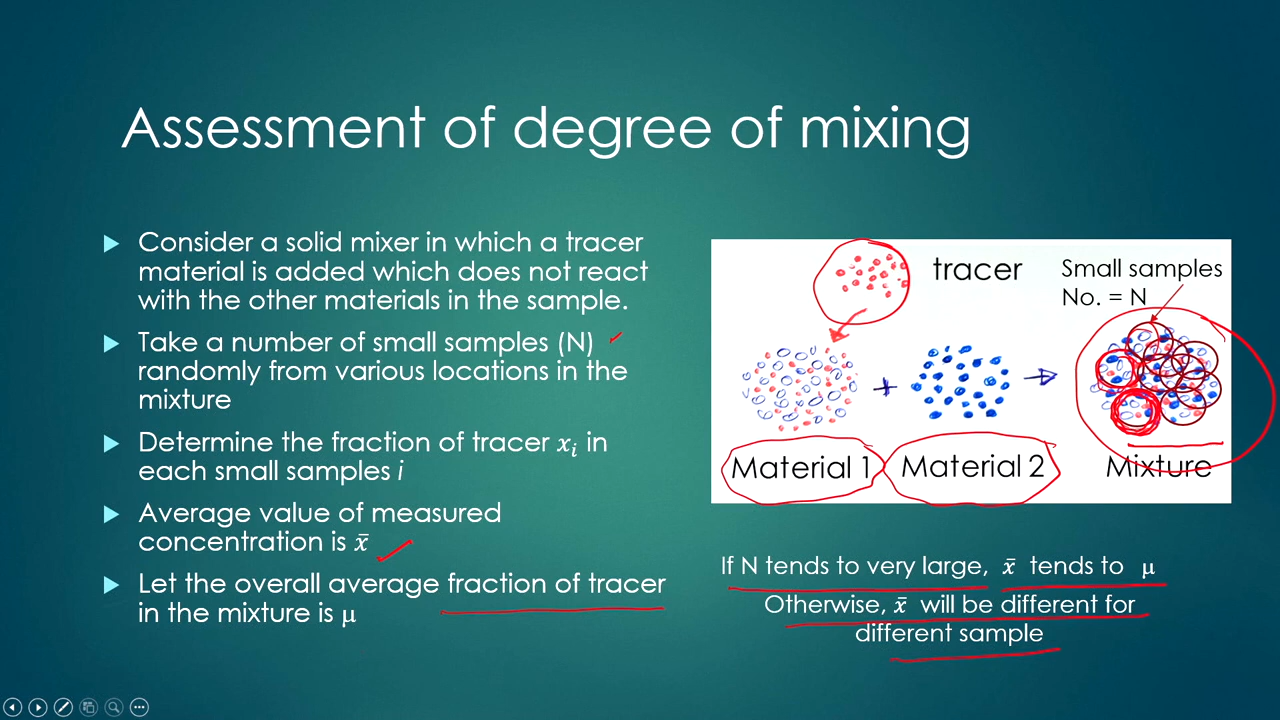 Assessment of degree of mixing
Consider a solid mixer in which a tracer
material is added which does not react
with the other materials in the sample.
Take a number of small samples (N)
randomly from various locations in the
mixture
Determine the fraction of tracer 𝑥ᵢ in
each small samples i
Average value of measured
concentration is x̄
Let the overall average fraction of tracer
in the mixture is μ
tracer
Small samples
No. = N
+
Material 1
Material 2
Mixture
If N tends to very large, x̄ tends to μ
Otherwise, x̄ will be different for
different sample